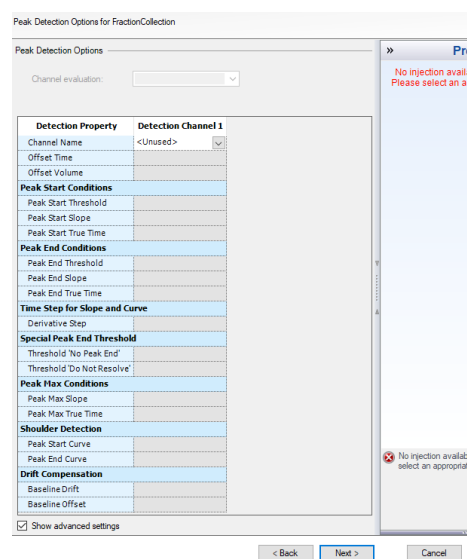 Peak Detection Options for FractionCollection
Peak Detection Options
Channel evaluation:
Detection Property Detection Channel 1
Channel Name <Unused>
Offset Time
Offset Volume
Peak Start Conditions
Peak Start Threshold
Peak Start Slope
Peak Start True Time
Peak End Conditions
Peak End Threshold
Peak End Slope
Peak End True Time
Time Step for Slope and Curve
Derivative Step
Special Peak End Threshold
Threshold 'No Peak End'
Threshold 'Do Not Resolve'
Peak Max Conditions
Peak Max Slope
Peak Max True Time
Shoulder Detection
Peak Start Curve
Peak End Curve
Drift Compensation
Baseline Drift
Baseline Offset
Show advanced settings
» Pr
No injection avail
Please select an a
No injection availab
select an appropriat
< Back Next > Cancel